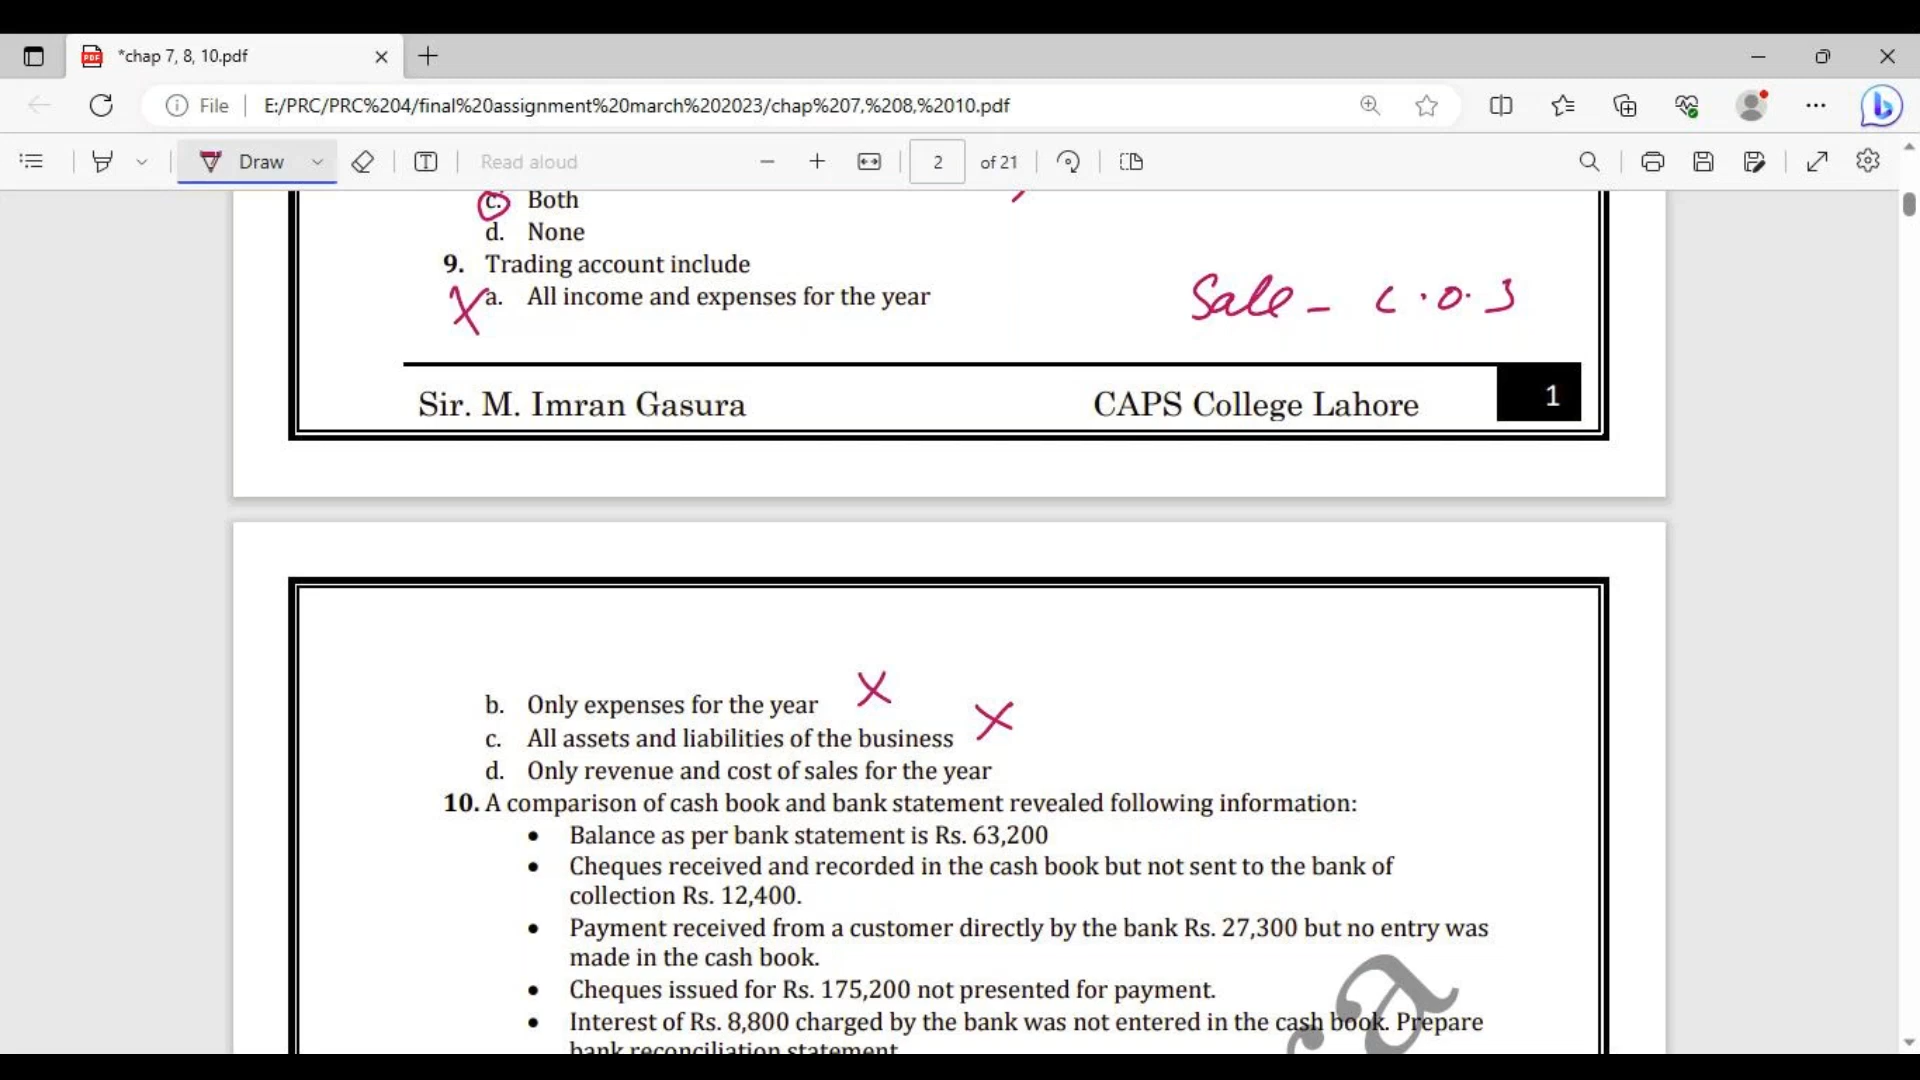 *chap 7, 8, 10.pdf
File E:/PRC/PRC%204/final%20assignment%20march%202023/chap%207,%208,%2010.pdf
Draw Read aloud 2 of 21
c. Both
d. None
9. Trading account include
X a. All income and expenses for the year
Sale - C.O.S
Sir. M. Imran Gasura CAPS College Lahore 1
b. Only expenses for the year X
c. All assets and liabilities of the business X
d. Only revenue and cost of sales for the year
10. A comparison of cash book and bank statement revealed following information:
• Balance as per bank statement is Rs. 63,200
• Cheques received and recorded in the cash book but not sent to the bank of
collection Rs. 12,400.
• Payment received from a customer directly by the bank Rs. 27,300 but no entry was
made in the cash book.
• Cheques issued for Rs. 175,200 not presented for payment.
• Interest of Rs. 8,800 charged by the bank was not entered in the cash book. Prepare
bank reconciliation statement